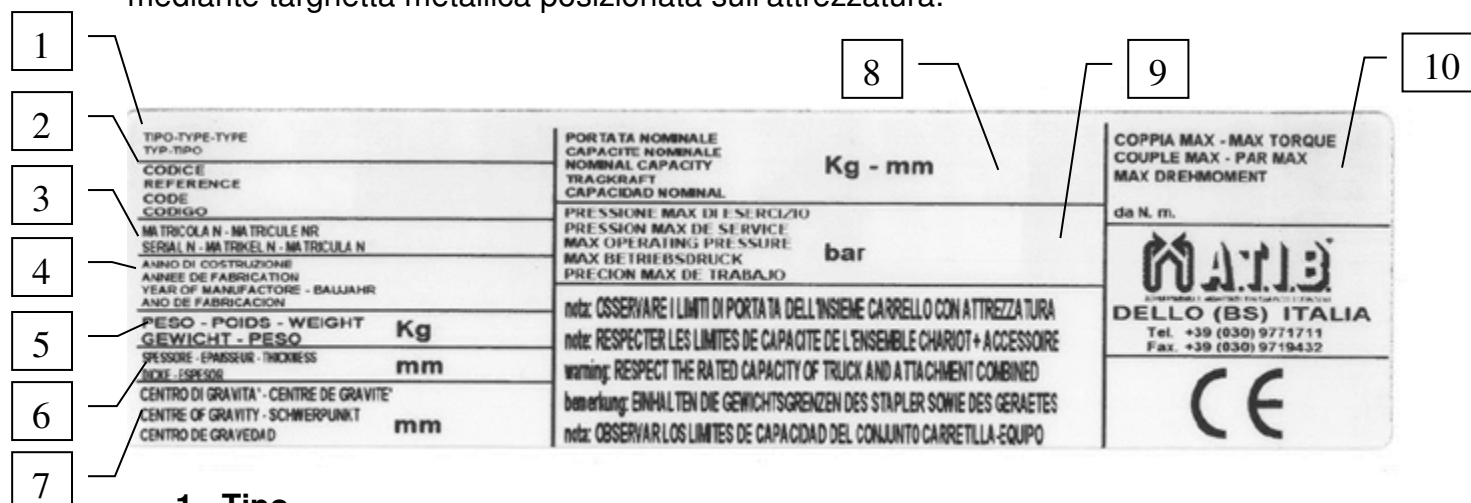 mediante targhetta metallica posizionata sull'attrezzatura.
1
2
3
4
5
6
7
8
9
10
TIPO-TYPE-TYPE
TYP-TIPO
CODICE
REFERENCE
CODE
CODIGO
MATRICOLA N - MATRICULE NR
SERIAL N - MATRIKEL N - MATRICULA N
ANNO DI COSTRUZIONE
ANNEE DE FABRICATION
YEAR OF MANUFACTORE - BAUJAHR
ANO DE FABRICACION
PESO - POIDS - WEIGHT
GEWICHT - PESO
Kg
SPESSORE - EPAISSEUR - THICKNESS
DICKE - ESPESOR
mm
CENTRO DI GRAVITA' - CENTRE DE GRAVITE'
CENTRE OF GRAVITY - SCHWERPUNKT
CENTRO DE GRAVEDAD
mm
PORTATA NOMINALE
CAPACITE NOMINALE
NOMINAL CAPACITY
TRAGKRAFT
CAPACIDAD NOMINAL
Kg - mm
PRESSIONE MAX DI ESERCIZIO
PRESSION MAX DE SERVICE
MAX OPERATING PRESSURE
MAX BETRIEBSDRUCK
PRECION MAX DE TRABAJO
bar
nota: OSSERVARE I LIMITI DI PORTATA DELL'INSIEME CARRELLO CON ATTREZZATURA
note: RESPECTER LES LIMITES DE CAPACITE DE L'ENSEMBLE CHARIOT + ACCESSOIRE
warning: RESPECT THE RATED CAPACITY OF TRUCK AND ATTACHMENT COMBINED
bemerkung: EINHALTEN DIE GEWICHTSGRENZEN DES STAPLER SOWIE DES GERAETES
nota: OBSERVAR LOS LIMITES DE CAPACIDAD DEL CONJUNTO CARRETILLA-EQUIPO
COPPIA MAX - MAX TORQUE
COUPLE MAX - PAR MAX
MAX DREHMOMENT
da N. m.
A.T.I.B
DELLO (BS) ITALIA
Tel. +39 (030) 9771711
Fax. +39 (030) 9719432
CE
1 Tipo